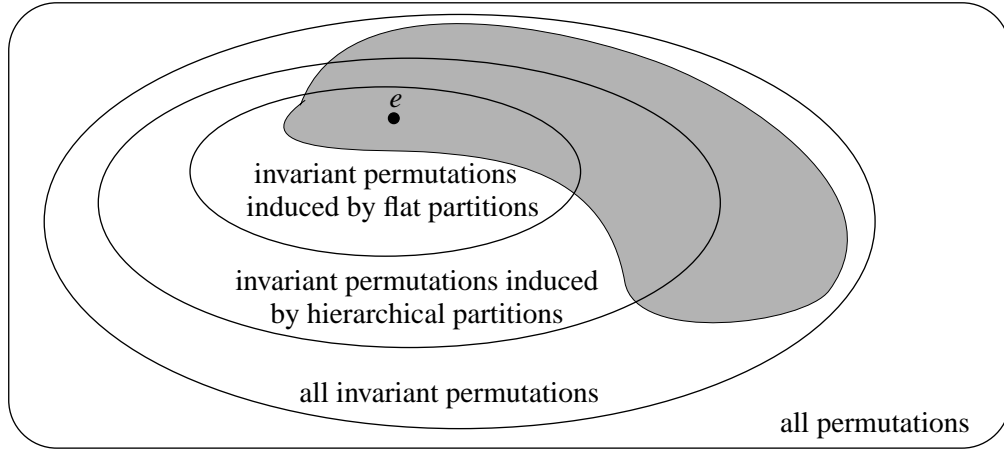 e
invariant permutations
induced by flat partitions
invariant permutations induced
by hierarchical partitions
all invariant permutations
all permutations